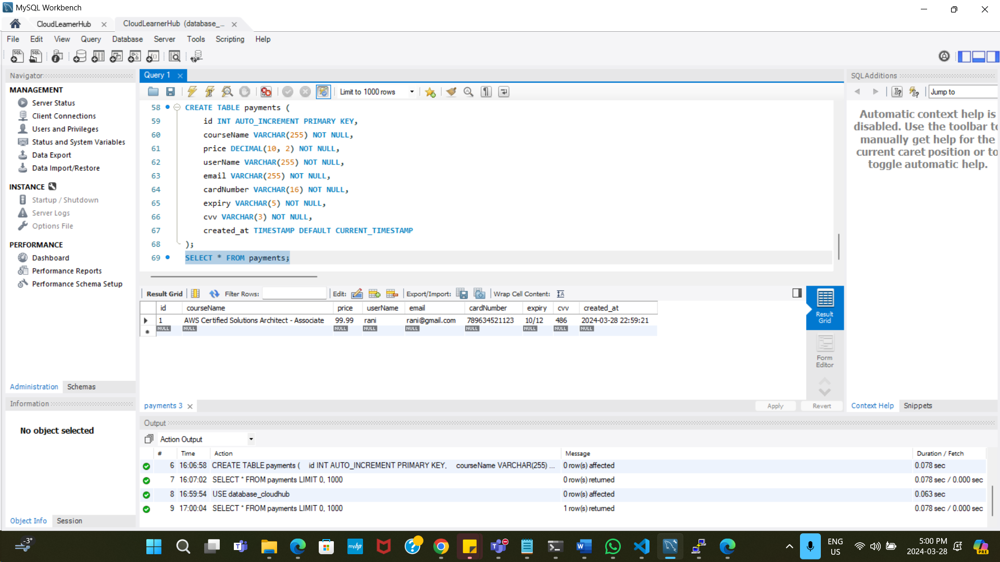 MySQL Workbench
CloudLearnerHub
CloudLearnerHub (database_...
File Edit View Query Database Server Tools Scripting Help
Navigator
MANAGEMENT
Server Status
Client Connections
Users and Privileges
Status and System Variables
Data Export
Data Import/Restore
INSTANCE
Startup / Shutdown
Server Logs
Options File
PERFORMANCE
Dashboard
Performance Reports
Performance Schema Setup
Administration Schemas
Information
No object selected
Object Info Session
Query 1
Limit to 1000 rows
58 CREATE TABLE payments (
59 id INT AUTO_INCREMENT PRIMARY KEY,
60 courseName VARCHAR(255) NOT NULL,
61 price DECIMAL(10, 2) NOT NULL,
62 userName VARCHAR(255) NOT NULL,
63 email VARCHAR(255) NOT NULL,
64 cardNumber VARCHAR(16) NOT NULL,
65 expiry VARCHAR(5) NOT NULL,
66 cvv VARCHAR(3) NOT NULL,
67 created_at TIMESTAMP DEFAULT CURRENT_TIMESTAMP
68 );
69 SELECT * FROM payments;
Result Grid Filter Rows: Edit: Export/Import: Wrap Cell Content: IA
id courseName price userName email cardNumber expiry cvv created_at
1 AWS Certified Solutions Architect - Associate 99.99 rani rani@gmail.com 789634521123 10/12 486 2024-03-28 22:59:21
NULL NULL NULL NULL NULL NULL NULL NULL NULL
Result
Grid
Form
Editor
payments 3
Apply Revert
SQLAdditions
Jump to
Automatic context help is
disabled. Use the toolbar to
manually get help for the
current caret position or to
toggle automatic help.
Context Help Snippets
Output
Action Output
# Time Action Message Duration / Fetch
6 16:06:58 CREATE TABLE payments ( id INT AUTO_INCREMENT PRIMARY KEY, courseName VARCHAR(255) ... 0 row(s) affected 0.078 sec
7 16:07:02 SELECT * FROM payments LIMIT 0, 1000 0 row(s) returned 0.078 sec / 0.000 sec
8 16:59:54 USE database_cloudhub 0 row(s) affected 0.063 sec
9 17:00:04 SELECT * FROM payments LIMIT 0, 1000 1 row(s) returned 0.078 sec / 0.000 sec
-3°
myhp
ENG
US
5:00 PM
2024-03-28
PRE